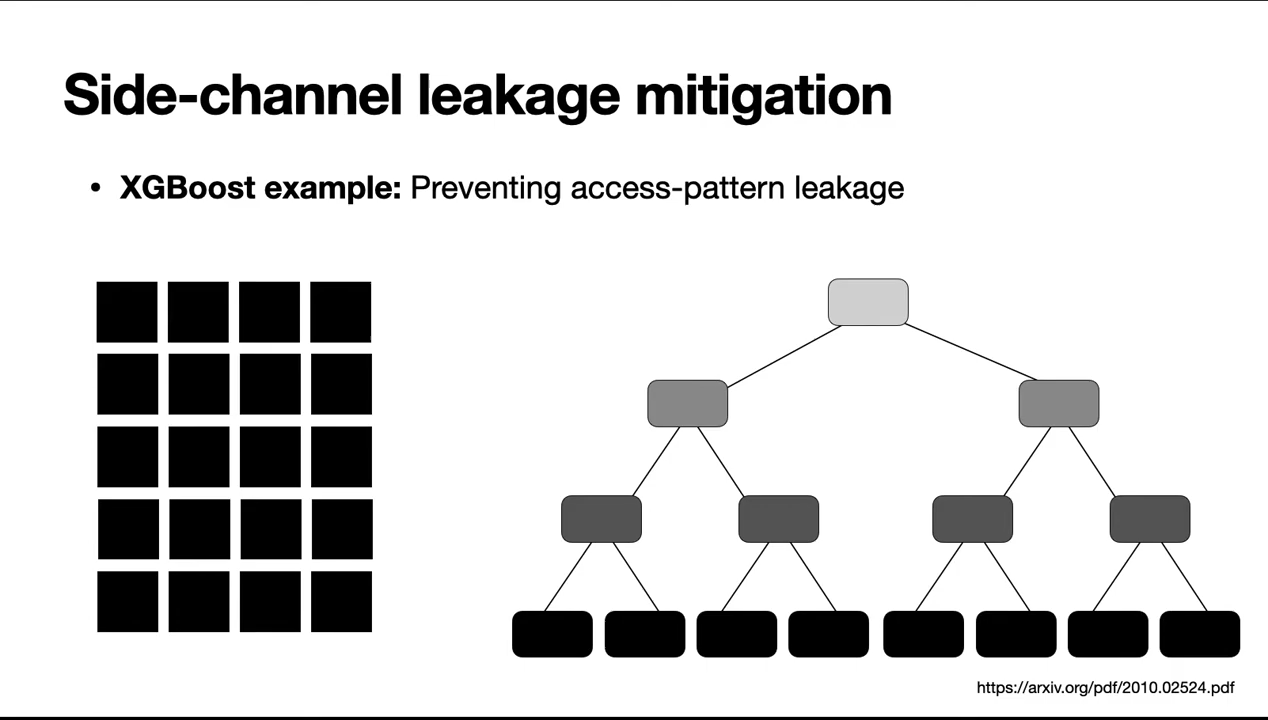 Side-channel leakage mitigation
• XGBoost example: Preventing access-pattern leakage
https://arxiv.org/pdf/2010.02524.pdf